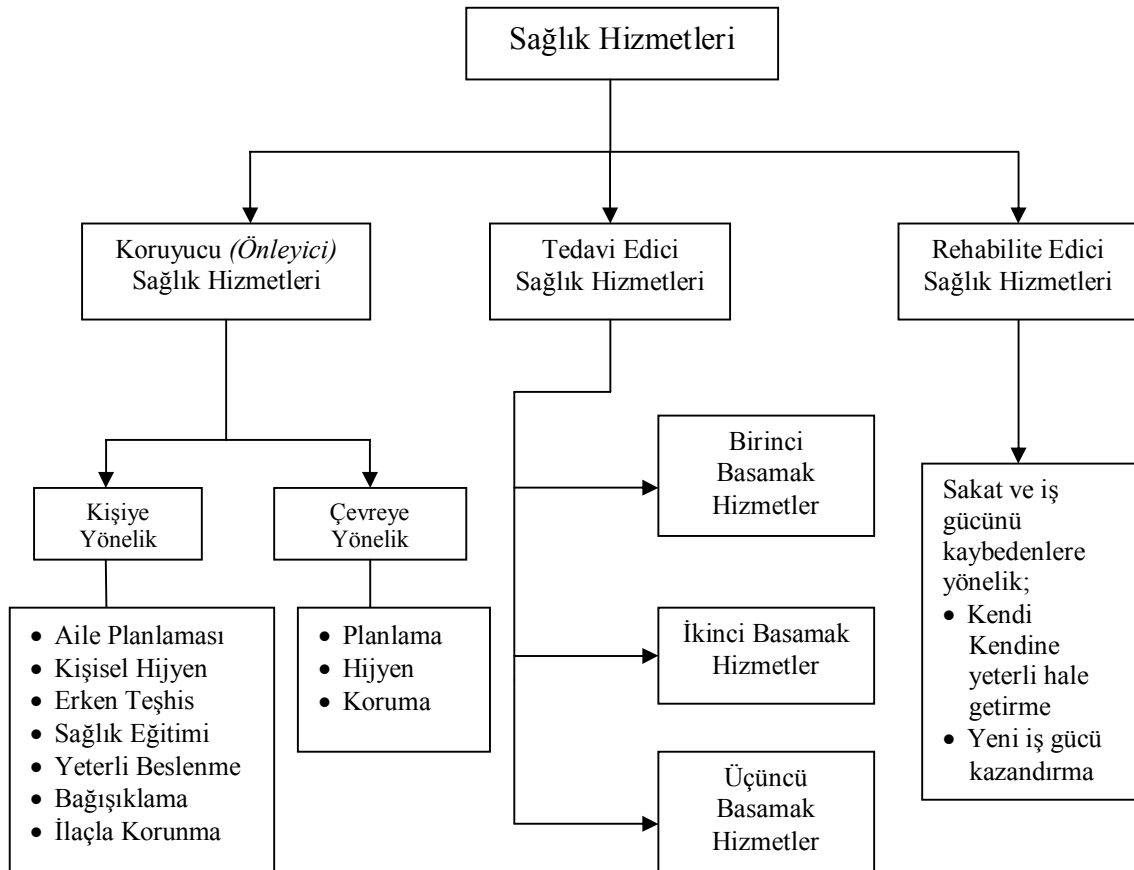 Sağlık Hizmetleri
Koruyucu (Önleyici)
Sağlık Hizmetleri
Tedavi Edici
Sağlık Hizmetleri
Rehabilite Edici
Sağlık Hizmetleri
Kişiye
Yönelik
Çevreye
Yönelik
• Aile Planlaması
• Kişisel Hijyen
• Erken Teşhis
• Sağlık Eğitimi
• Yeterli Beslenme
• Bağışıklama
• İlaçla Korunma
• Planlama
• Hijyen
• Koruma
Birinci
Basamak
Hizmetler
İkinci Basamak
Hizmetler
Üçüncü
Basamak
Hizmetler
Sakat ve iş
gücünü
kaybedenlere
yönelik;
• Kendi
Kendine
yeterli hale
getirme
• Yeni iş gücü
kazandırma